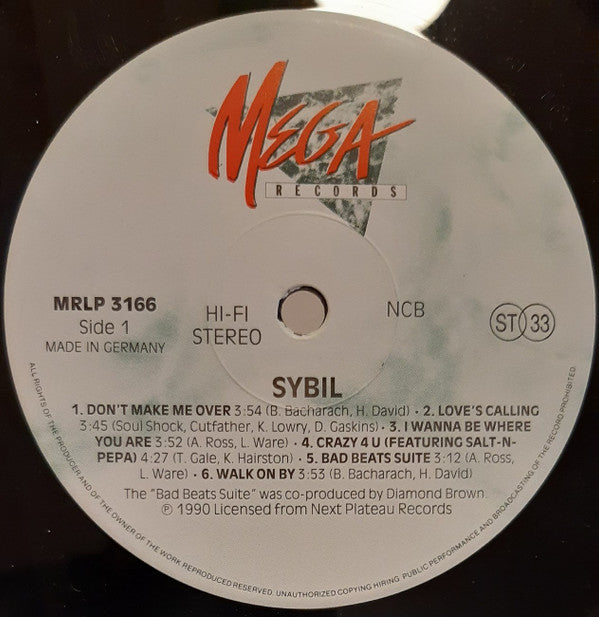 MEGA
RECORDS
MRLP 3166
Side 1
MADE IN GERMANY
HI-FI
STEREO
NCB
ST 33
SYBIL
1. DON'T MAKE ME OVER 3:54 (B. Bacharach, H. David) • 2. LOVE'S CALLING
3:45 (Soul Shock, Cutfather, K. Lowry, D. Gaskins) • 3. I WANNA BE WHERE
YOU ARE 3:52 (A. Ross, L. Ware) • 4. CRAZY 4 U (FEATURING SALT-N-
PEPA) 4:27 (T. Gale, K. Hairston) • 5. BAD BEATS SUITE 3:12 (A. Ross,
L. Ware) • 6. WALK ON BY 3:53 (B. Bacharach, H. David)
The "Bad Beats Suite" was co-produced by Diamond Brown.
℗ 1990 Licensed from Next Plateau Records
ALL RIGHTS OF THE PRODUCER AND OF THE OWNER OF THE WORK REPRODUCED RESERVED. UNAUTHORIZED COPYING HIRING. PUBLIC PERFORMANCE AND BROADCASTING OF THE RECORD PROHIBITED.